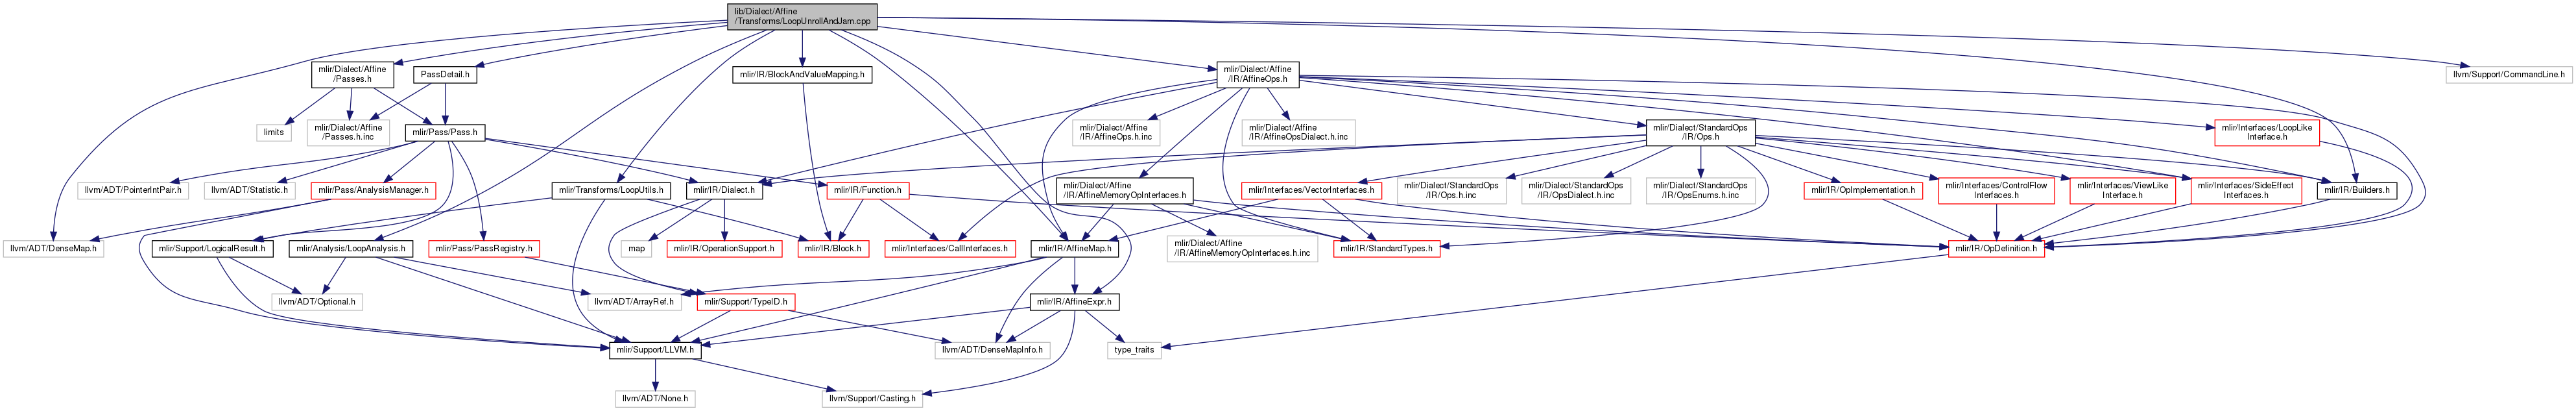 lib/Dialect/Affine
/Transforms/LoopUnrollAndJam.cpp
mlir/Dialect/Affine
/Passes.h
PassDetail.h
mlir/IR/BlockAndValueMapping.h
mlir/Dialect/Affine
/IR/AffineOps.h
llvm/Support/CommandLine.h
limits
mlir/Dialect/Affine
/Passes.h.inc
mlir/Pass/Pass.h
mlir/Dialect/Affine
/IR/AffineOps.h.inc
mlir/Dialect/Affine
/IR/AffineOpsDialect.h.inc
mlir/Dialect/StandardOps
/IR/Ops.h
mlir/Interfaces/LoopLike
Interface.h
llvm/ADT/PointerIntPair.h
llvm/ADT/Statistic.h
mlir/Pass/AnalysisManager.h
mlir/Transforms/LoopUtils.h
mlir/IR/Dialect.h
mlir/IR/Function.h
mlir/Dialect/Affine
/IR/AffineMemoryOpInterfaces.h
mlir/Interfaces/VectorInterfaces.h
mlir/Dialect/StandardOps
/IR/Ops.h.inc
mlir/Dialect/StandardOps
/IR/OpsDialect.h.inc
mlir/Dialect/StandardOps
/IR/OpsEnums.h.inc
mlir/IR/OpImplementation.h
mlir/Interfaces/ControlFlow
Interfaces.h
mlir/Interfaces/ViewLike
Interface.h
mlir/Interfaces/SideEffect
Interfaces.h
mlir/IR/Builders.h
llvm/ADT/DenseMap.h
mlir/Support/LogicalResult.h
mlir/Analysis/LoopAnalysis.h
mlir/Pass/PassRegistry.h
map
mlir/IR/OperationSupport.h
mlir/IR/Block.h
mlir/Interfaces/CallInterfaces.h
mlir/IR/AffineMap.h
mlir/Dialect/Affine
/IR/AffineMemoryOpInterfaces.h.inc
mlir/IR/StandardTypes.h
mlir/IR/OpDefinition.h
llvm/ADT/Optional.h
llvm/ADT/ArrayRef.h
mlir/Support/TypeID.h
mlir/IR/AffineExpr.h
mlir/Support/LLVM.h
llvm/ADT/DenseMapInfo.h
type_traits
llvm/ADT/None.h
llvm/Support/Casting.h